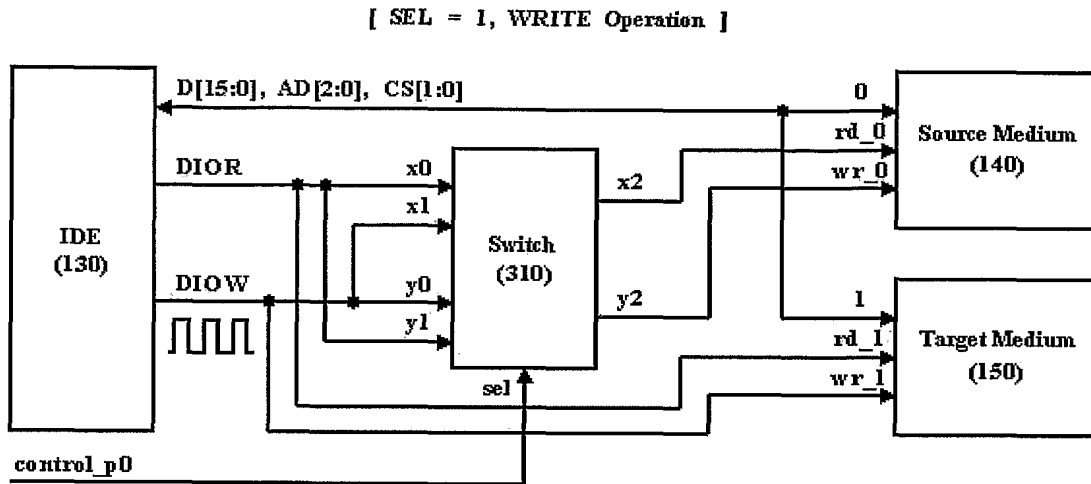 [ SEL = 1, WRITE Operation ]
D[15:0], AD[2:0], CS[1:0]
0
rd_0
wr_0
Source Medium
(140)
DIOR
x0
x1
x2
IDE
(130)
Switch
(310)
DIOW
y0
y1
y2
sel
1
rd_1
wr_1
Target Medium
(150)
control_p0